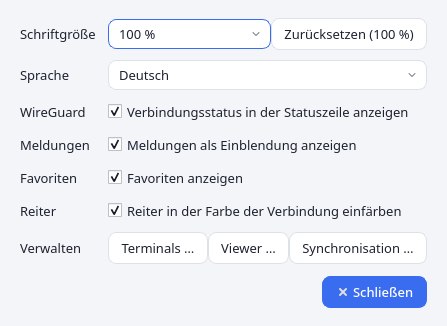 Schriftgröße 100 % Zurücksetzen (100 %)
Sprache Deutsch
WireGuard Verbindungsstatus in der Statuszeile anzeigen
Meldungen Meldungen als Einblendung anzeigen
Favoriten Favoriten anzeigen
Reiter Reiter in der Farbe der Verbindung einfärben
Verwalten Terminals ... Viewer ... Synchronisation ...
✕ Schließen